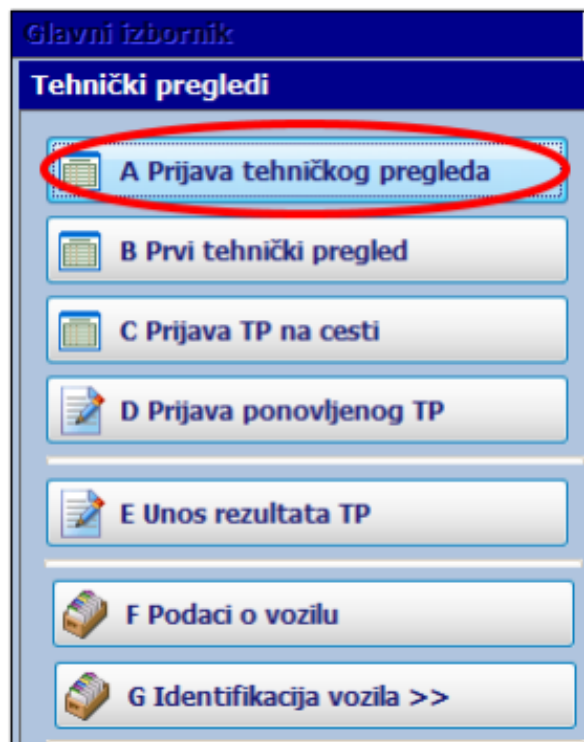 Glavni izbornik
Tehnički pregledi
A Prijava tehničkog pregleda
B Prvi tehnički pregled
C Prijava TP na cesti
D Prijava ponovljenog TP
E Unos rezultata TP
F Podaci o vozilu
G Identifikacija vozila >>